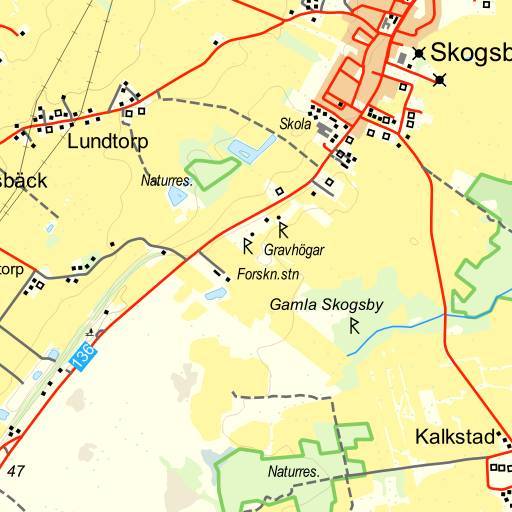 Skogsb
Skola
Lundtorp
sbäck
Naturres.
Gravhögar
torp
Forskn.stn
Gamla Skogsby
136
Kalkstad
47
Naturres.